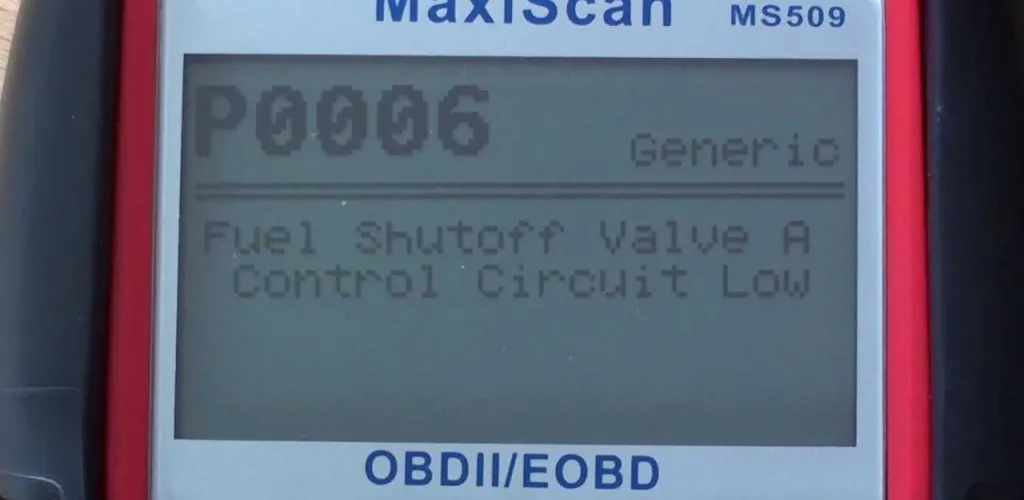 MaxiScan MS509
P0006
Generic
Fuel Shutoff Valve A
Control Circuit Low
OBDII/EOBD